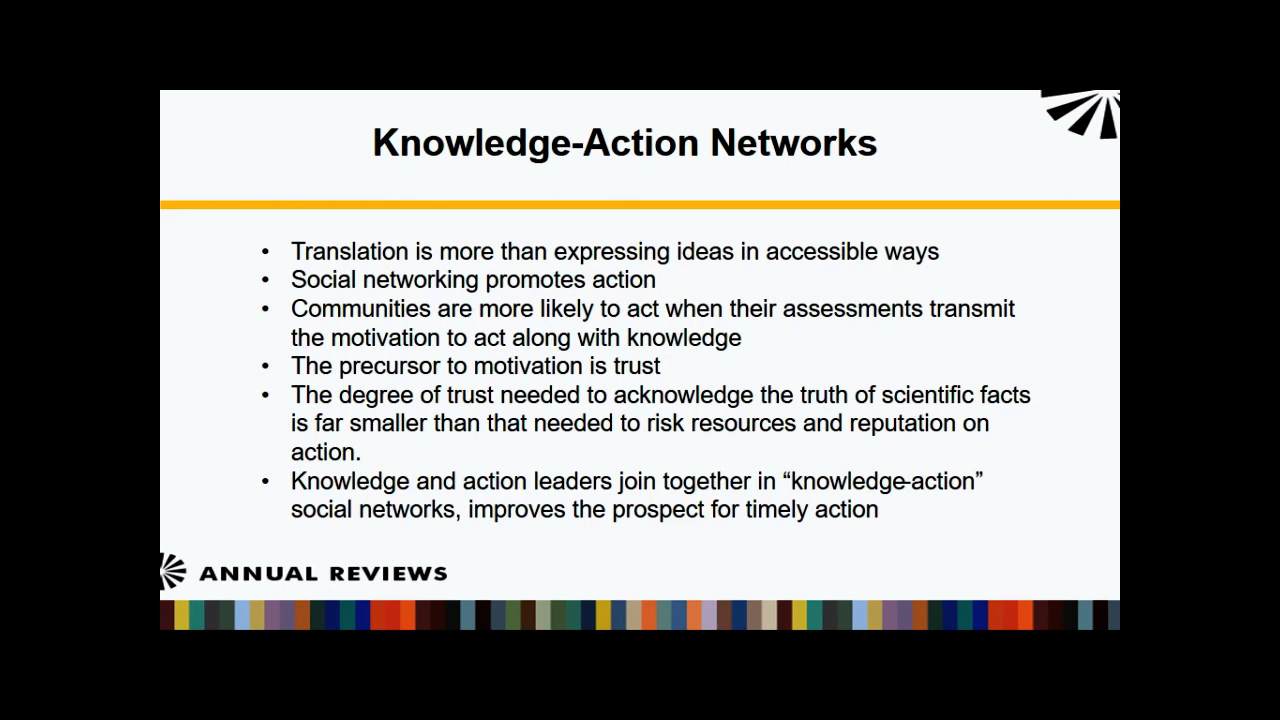 Knowledge-Action Networks
• Translation is more than expressing ideas in accessible ways
• Social networking promotes action
• Communities are more likely to act when their assessments transmit
the motivation to act along with knowledge
• The precursor to motivation is trust
• The degree of trust needed to acknowledge the truth of scientific facts
is far smaller than that needed to risk resources and reputation on
action.
• Knowledge and action leaders join together in “knowledge-action”
social networks, improves the prospect for timely action
ANNUAL REVIEWS